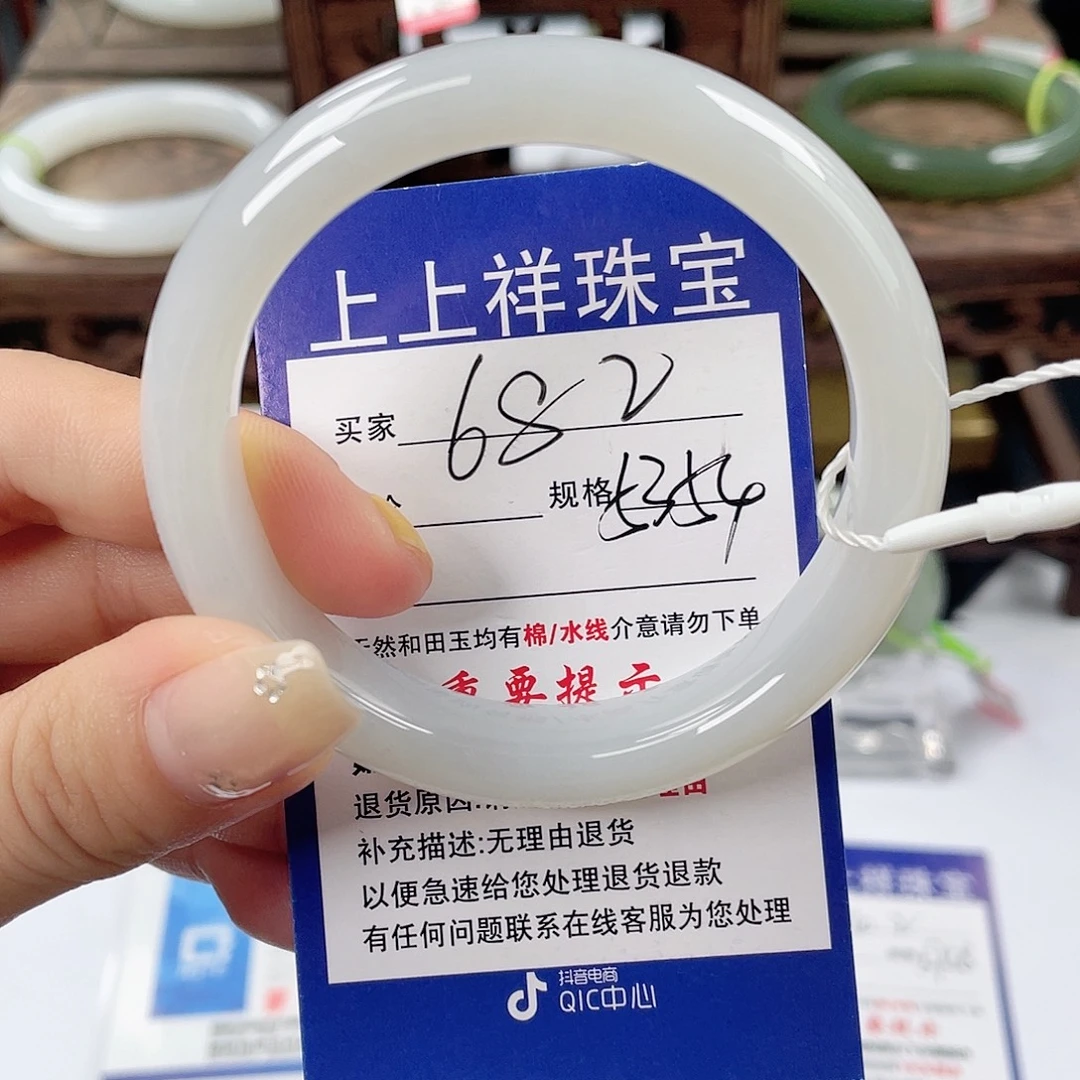 上上祥珠宝
买家 68 2
规格 5354
然和田玉均有棉/水线介意请勿下单
重要提示
退货原因:
补充描述:无理由退货
以便急速给您处理退货退款
有任何问题联系在线客服为您处理
抖音电商
QIC中心